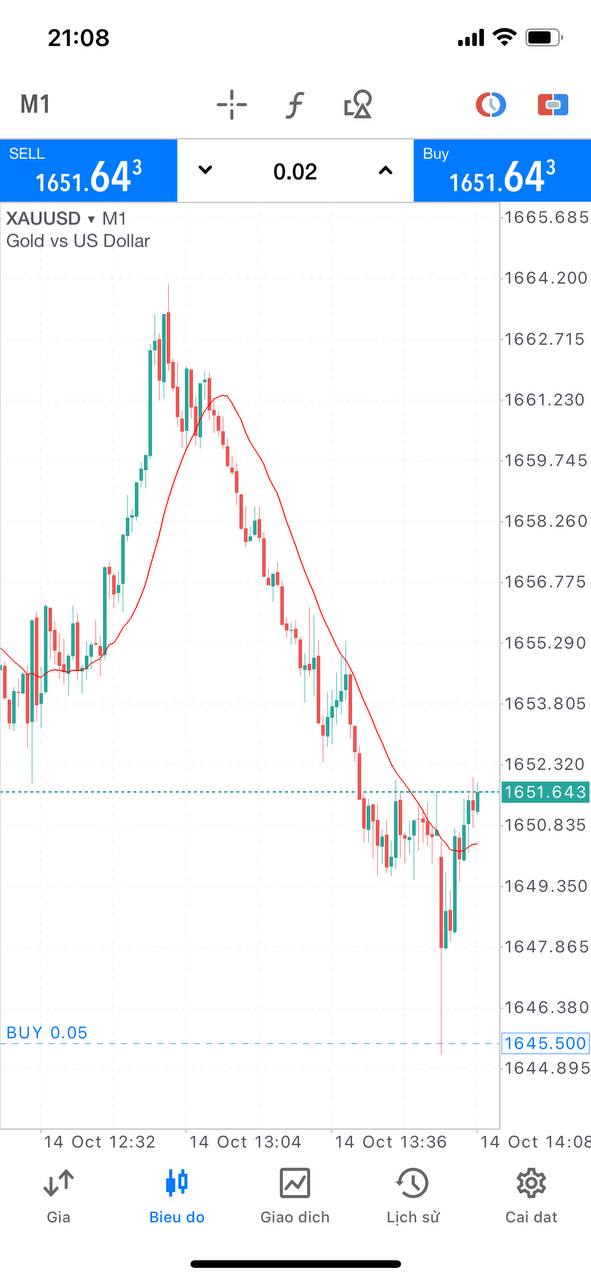 21:08
M1
SELL
1651.643
0.02
Buy
1651.643
XAUUSD ▾ M1
Gold vs US Dollar
1665.685
1664.200
1662.715
1661.230
1659.745
1658.260
1656.775
1655.290
1653.805
1652.320
1651.643
1650.835
1649.350
1647.865
1646.380
BUY 0.05
1645.500
1644.895
14 Oct 12:32
14 Oct 13:04
14 Oct 13:36
14 Oct 14:08
Gia
Bieu do
Giao dich
Lịch sử
Cai dat